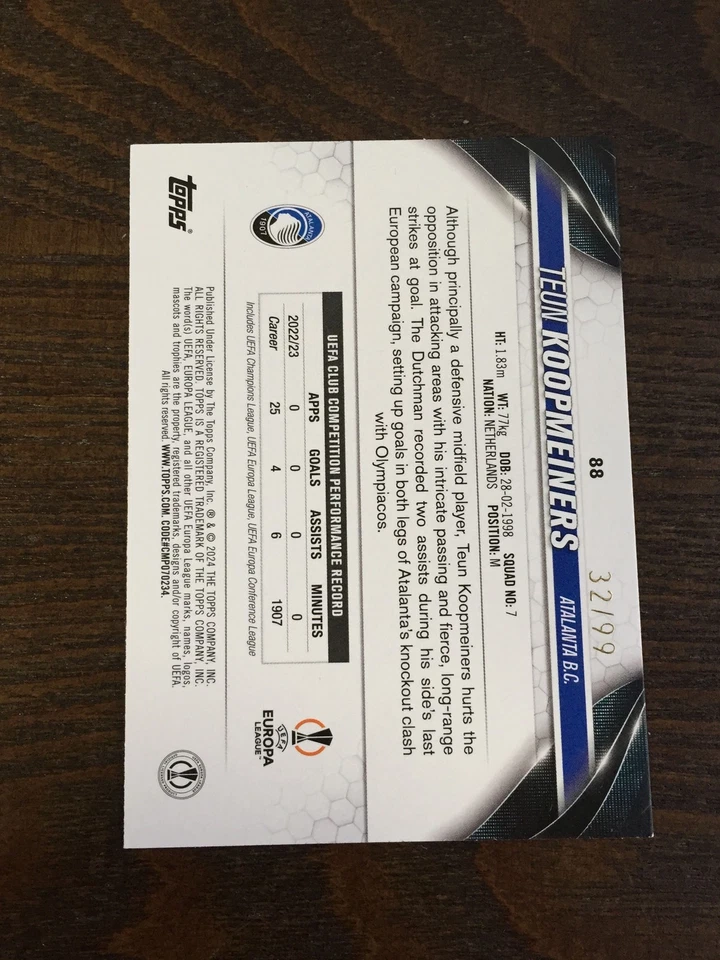 88
32/99
TEUN KOOPMEINERS
ATALANTA B.C.
HT: 1.83m WT: 77kg DOB: 28-02-1998 SQUAD NO: 7
NATION: NETHERLANDS POSITION: M
Although principally a defensive midfield player, Teun Koopmeiners hurts the
opposition in attacking areas with his intricate passing and fierce, long-range
strikes at goal. The Dutchman recorded two assists during his side's last
European campaign, setting up goals in both legs of Atalanta's knockout clash
with Olympiacos.
UEFA CLUB COMPETITION PERFORMANCE RECORD
APPS GOALS ASSISTS MINUTES
2022/23 0 0 0 0
Career 25 4 6 1907
Includes UEFA Champions League, UEFA Europa League, UEFA Europa Conference League
ATALANTA
1907
UEFA
EUROPA
LEAGUE™
topps®
Published Under License by The Topps Company, Inc. ® & © 2024 THE TOPPS COMPANY, INC.
ALL RIGHTS RESERVED. TOPPS IS A REGISTERED TRADEMARK OF THE TOPPS COMPANY, INC.
The word(s) UEFA, EUROPA LEAGUE, and all other UEFA Europa League marks, names, logos,
mascots and trophies are the property, registered trademarks, designs and/or copyright of UEFA.
All rights reserved. WWW.TOPPS.COM. CODE#CMP070234.